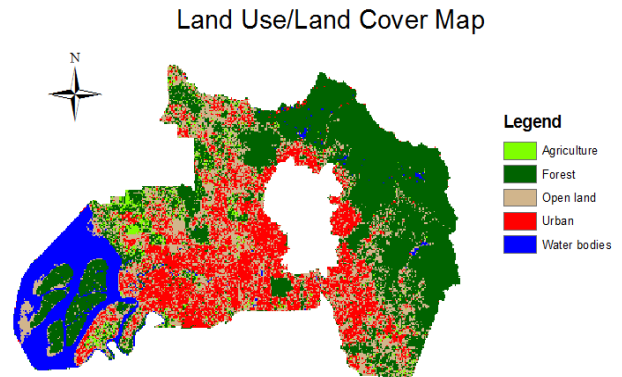 Land Use/Land Cover Map
N
Legend
Agriculture
Forest
Open land
Urban
Water bodies